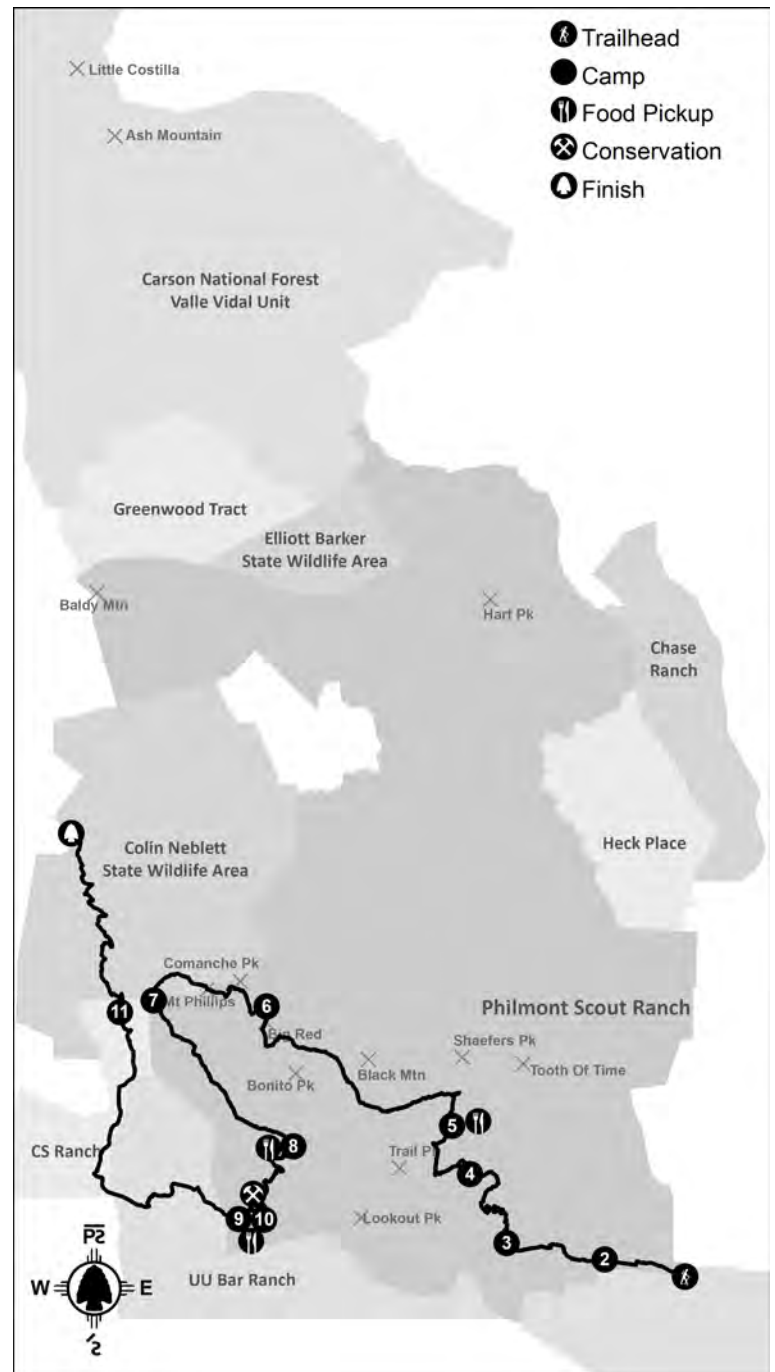 Trailhead
Camp
Food Pickup
Conservation
Finish
Little Costilla
Ash Mountain
Carson National Forest
Valle Vidal Unit
Greenwood Tract
Elliott Barker
State Wildlife Area
Baldy Mtn
Hart Pk
Chase
Ranch
Heck Place
Colin Neblett
State Wildlife Area
Comanche Pk
Mt Phillips
7
6
11
Philmont Scout Ranch
Big Red
Shaefers Pk
Tooth Of Time
Black Mtn
Bonito Pk
5
8
CS Ranch
Trail P
4
9
10
Lookout Pk
3
2
UU Bar Ranch
W
E